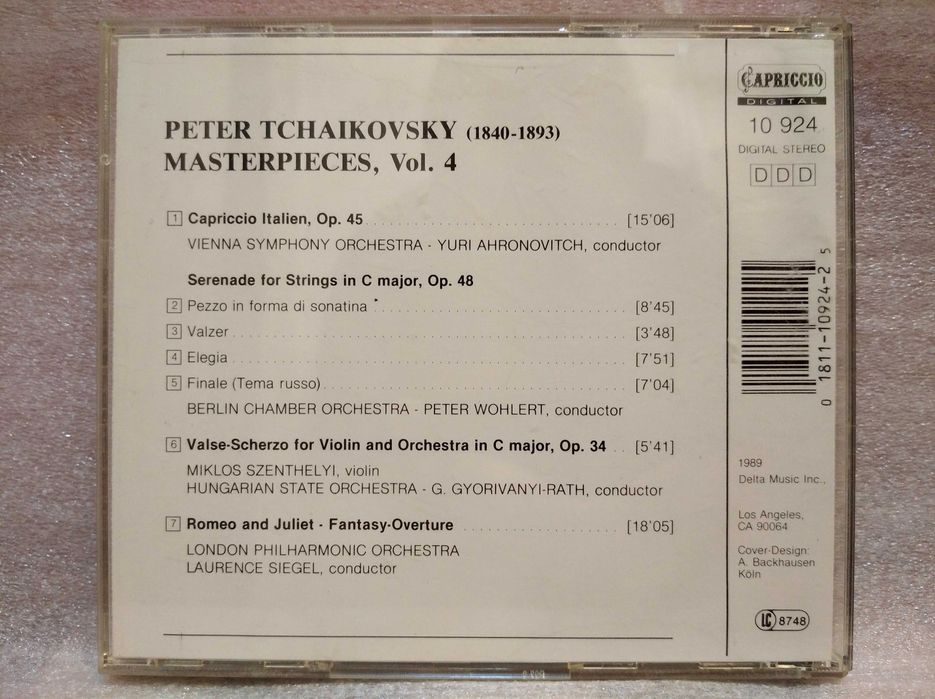 PETER TCHAIKOVSKY (1840-1893)
MASTERPIECES, Vol. 4
1 Capriccio Italien, Op. 45 [15'06]
VIENNA SYMPHONY ORCHESTRA - YURI AHRONOVITCH, conductor
Serenade for Strings in C major, Op. 48
2 Pezzo in forma di sonatina [8'45]
3 Valzer [3'48]
4 Elegia [7'51]
5 Finale (Tema russo) [7'04]
BERLIN CHAMBER ORCHESTRA - PETER WOHLERT, conductor
6 Valse-Scherzo for Violin and Orchestra in C major, Op. 34 [5'41]
MIKLOS SZENTHELYI, violin
HUNGARIAN STATE ORCHESTRA - G. GYORIVANYI-RATH, conductor
7 Romeo and Juliet - Fantasy-Overture [18'05]
LONDON PHILHARMONIC ORCHESTRA
LAURENCE SIEGEL, conductor
CAPRICCIO
DIGITAL
10 924
DIGITAL STEREO
DDD
0 1811-10924-2 5
1989
Delta Music Inc.,
Los Angeles,
CA 90064
Cover-Design:
A. Backhausen
Köln
LC 8748